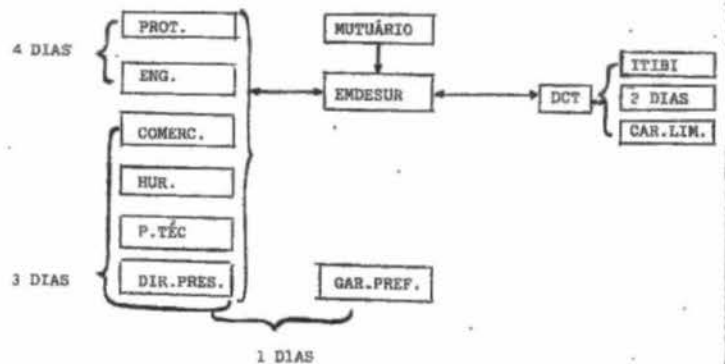 PROT.
MUTUÁRIO
4 DIAS
ENG.
EMDESUR
DCT
ITIBI
2 DIAS
CAR.LIM.
COMERC.
HUR.
P.TÉC
3 DIAS
DIR.PRES.
GAR.PREF.
1 DIAS